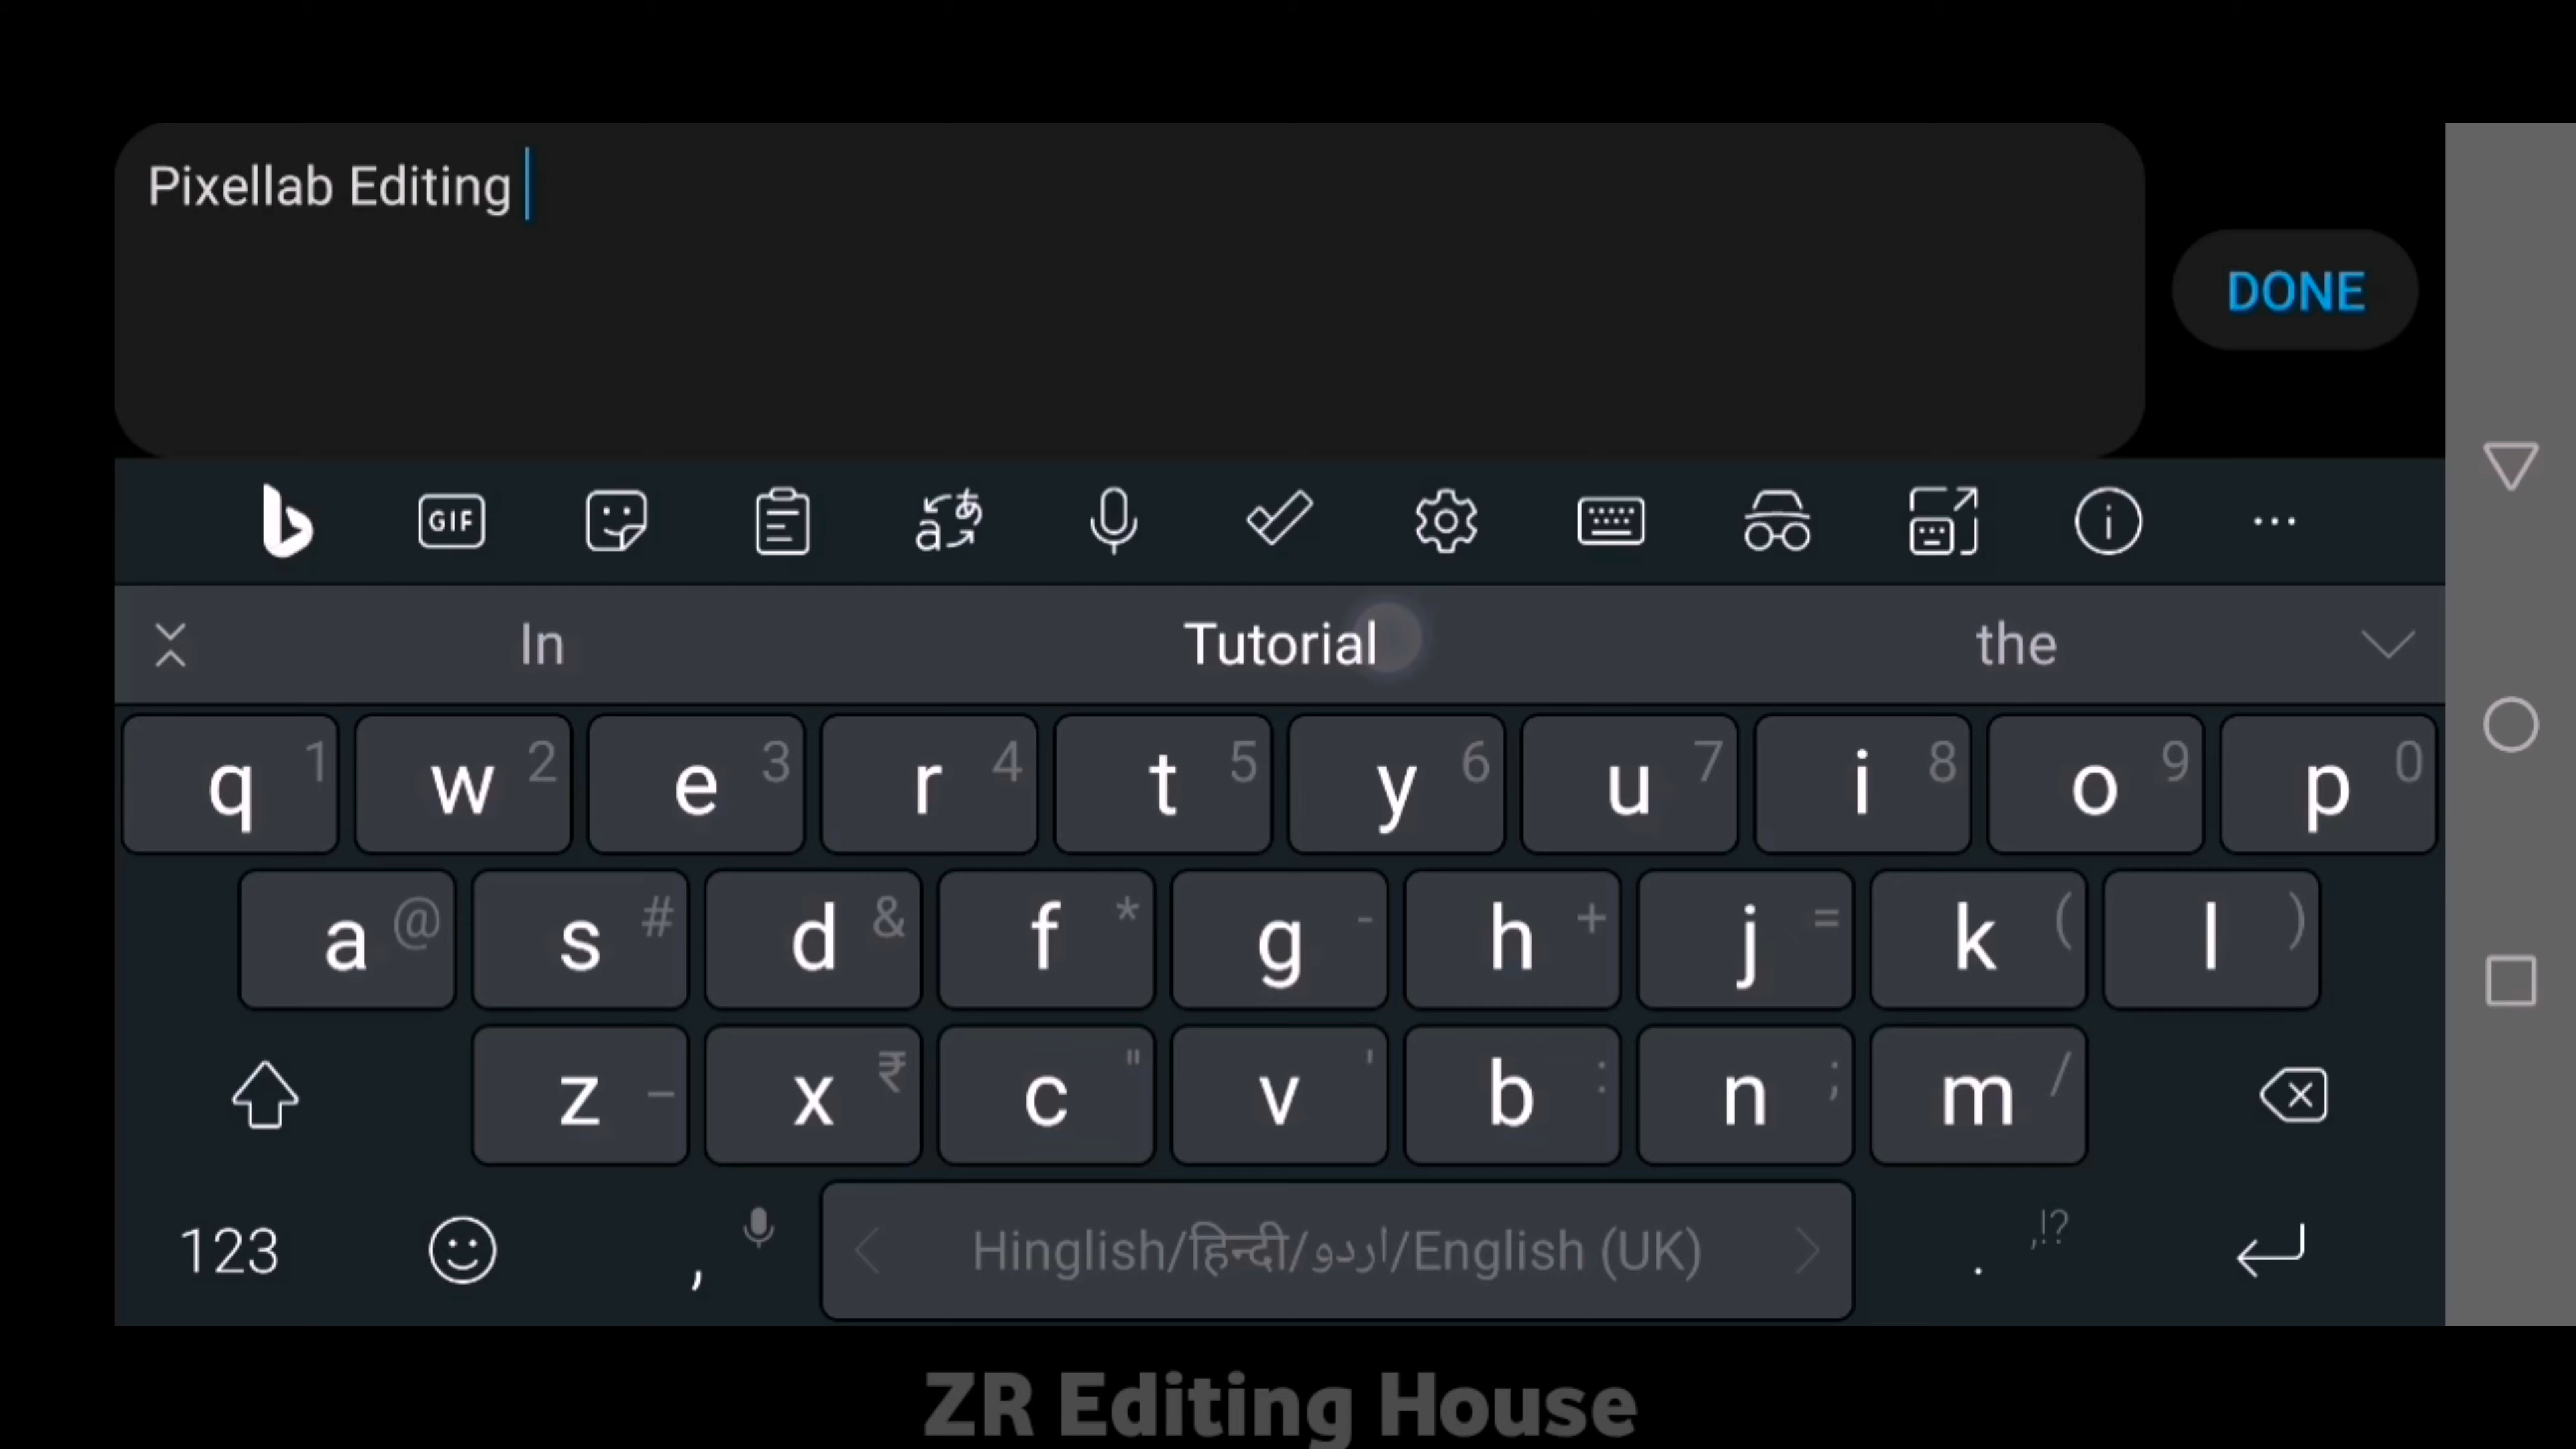 Pixellab Editing
DONE
GIF
In Tutorial the
q 1 w 2 e 3 r 4 t 5 y 6 u 7 i 8 o 9 p 0
a @ s # d & f * g - h + j = k ( l )
z _ x ₹ c " v ' b : n ; m /
123 , Hinglish/हिन्दी/اردو/English (UK) . ,!?
ZR Editing House